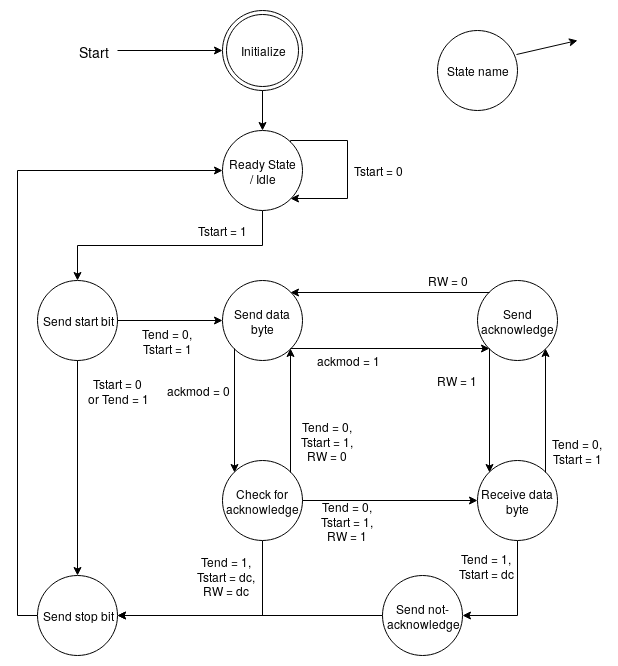 Start
Initialize
State name
Ready State
/ Idle
Tstart = 0
Tstart = 1
Send start bit
Tend = 0,
Tstart = 1
Send data
byte
RW = 0
Send
acknowledge
ackmod = 1
Tstart = 0
or Tend = 1
ackmod = 0
RW = 1
Tend = 0,
Tstart = 1,
RW = 0
Tend = 0,
Tstart = 1
Check for
acknowledge
Tend = 0,
Tstart = 1,
RW = 1
Receive data
byte
Tend = 1,
Tstart = dc,
RW = dc
Tend = 1,
Tstart = dc
Send stop bit
Send not-
acknowledge